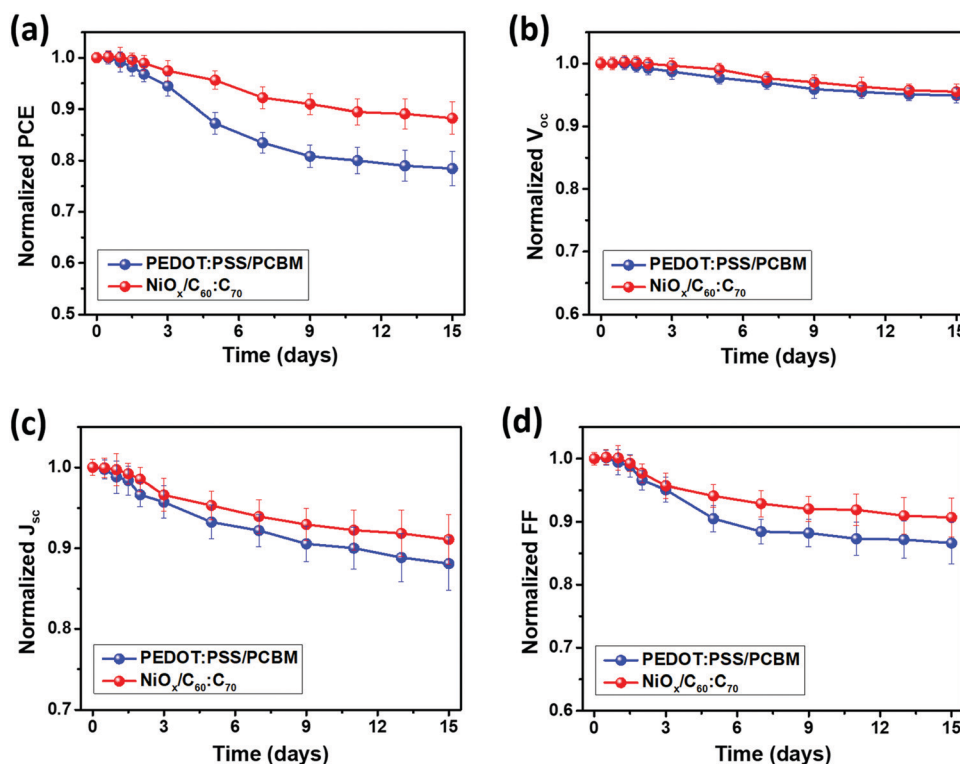 (a)
Normalized PCE
1.0
0.9
0.8
0.7
0.6
0.5
PEDOT:PSS/PCBM
NiOₓ/C₆₀:C₇₀
0 3 6 9 12 15
Time (days)
(b)
Normalized Vₒc
1.0
0.9
0.8
0.7
0.6
PEDOT:PSS/PCBM
NiOₓ/C₆₀:C₇₀
0 3 6 9 12 15
Time (days)
(c)
Normalized Jsc
1.0
0.9
0.8
0.7
PEDOT:PSS/PCBM
NiOₓ/C₆₀:C₇₀
0 3 6 9 12 15
Time (days)
(d)
Normalized FF
1.0
0.9
0.8
0.7
0.6
PEDOT:PSS/PCBM
NiOₓ/C₆₀:C₇₀
0 3 6 9 12 15
Time (days)